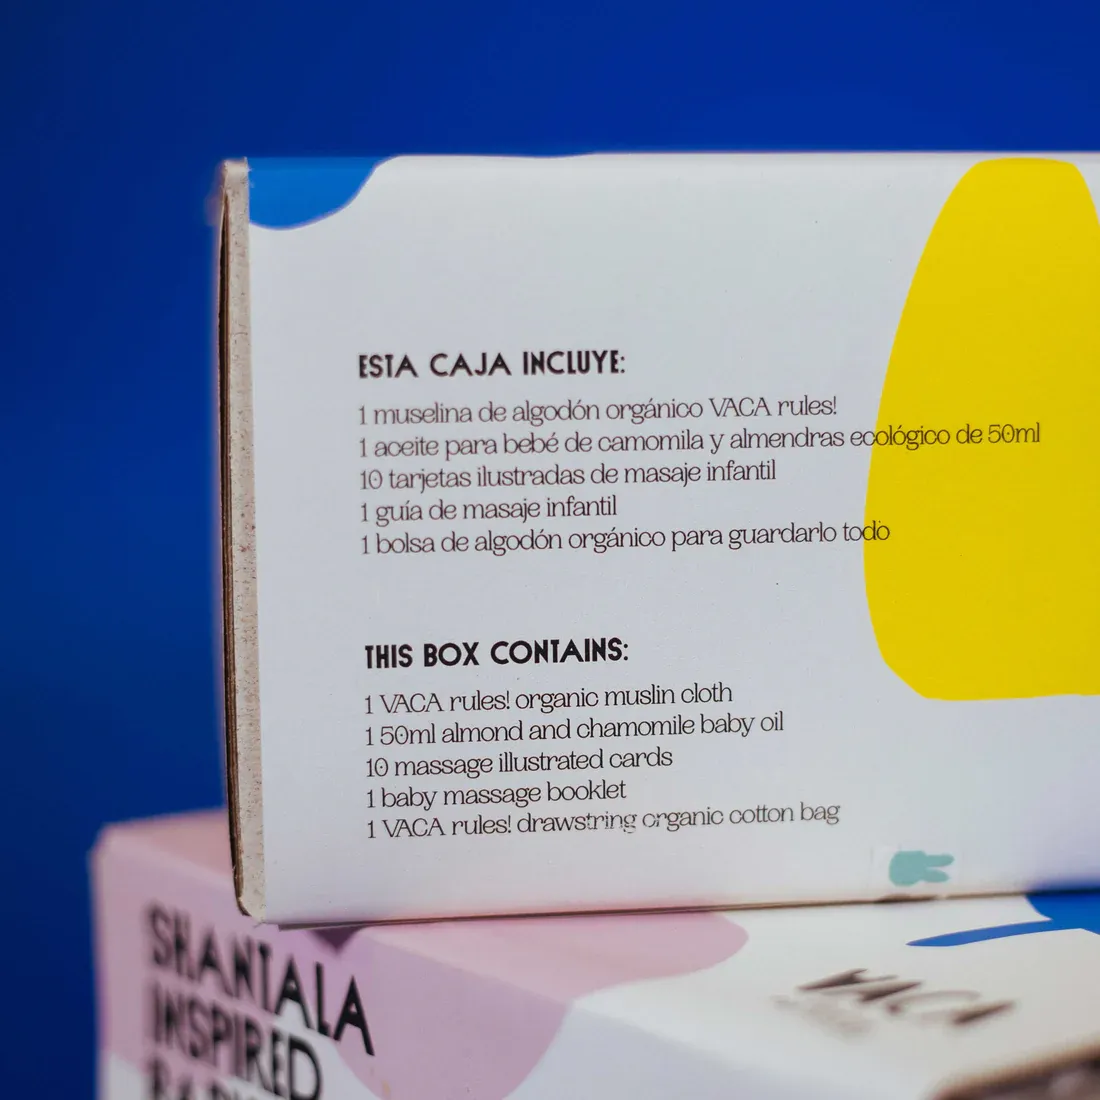 ESTA CAJA INCLUYE:
1 muselina de algodón orgánico VACA rules!
1 aceite para bebé de camomila y almendras ecológico de 50ml
10 tarjetas ilustradas de masaje infantil
1 guía de masaje infantil
1 bolsa de algodón orgánico para guardarlo todo
THIS BOX CONTAINS:
1 VACA rules! organic muslin cloth
1 50ml almond and chamomile baby oil
10 massage illustrated cards
1 baby massage booklet
1 VACA rules! drawstring organic cotton bag
SHANTALA
INSPIRED
VACA